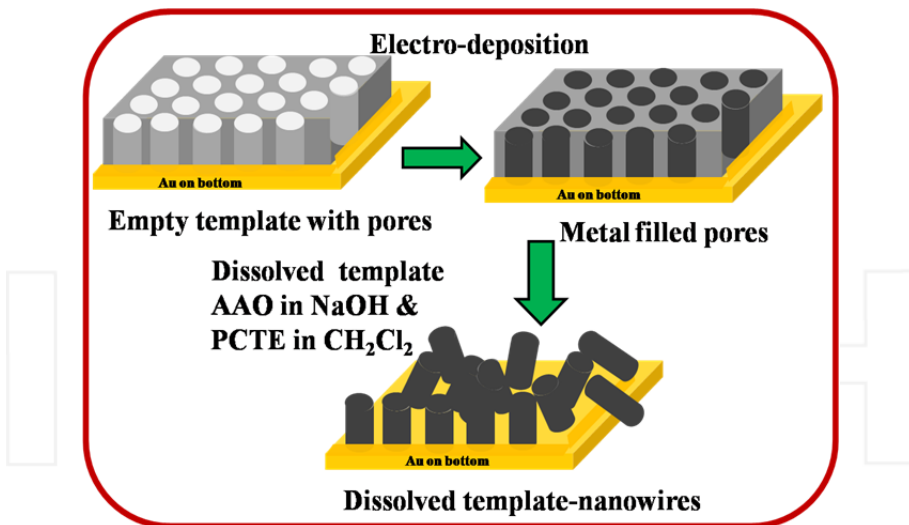 Electro-deposition
Au on bottom
Au on bottom
Empty template with pores
Metal filled pores
Dissolved template
AAO in NaOH &
PCTE in CH₂Cl₂
Au on bottom
Dissolved template-nanowires